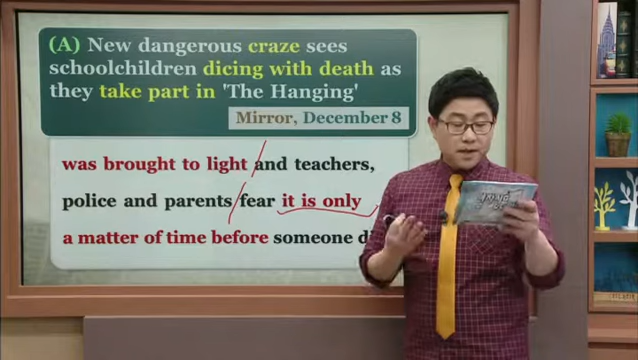 (A) New dangerous craze sees
schoolchildren dicing with death as
they take part in 'The Hanging'
Mirror, December 8
was brought to light and teachers,
police and parents fear it is only
a matter of time before someone